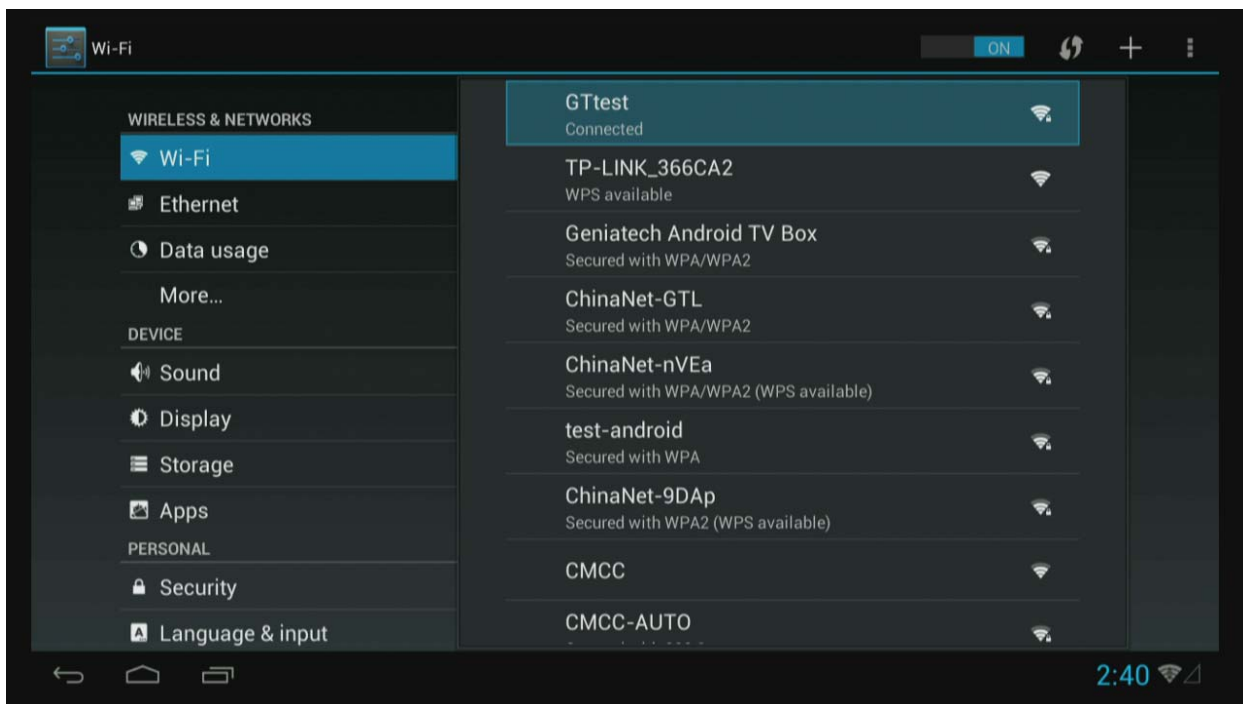 Wi-Fi
ON
WIRELESS & NETWORKS
Wi-Fi
Ethernet
Data usage
More...
DEVICE
Sound
Display
Storage
Apps
PERSONAL
Security
Language & input
GTtest
Connected
TP-LINK_366CA2
WPS available
Geniatech Android TV Box
Secured with WPA/WPA2
ChinaNet-GTL
Secured with WPA/WPA2
ChinaNet-nVEa
Secured with WPA/WPA2 (WPS available)
test-android
Secured with WPA
ChinaNet-9DAp
Secured with WPA2 (WPS available)
CMCC
CMCC-AUTO
2:40